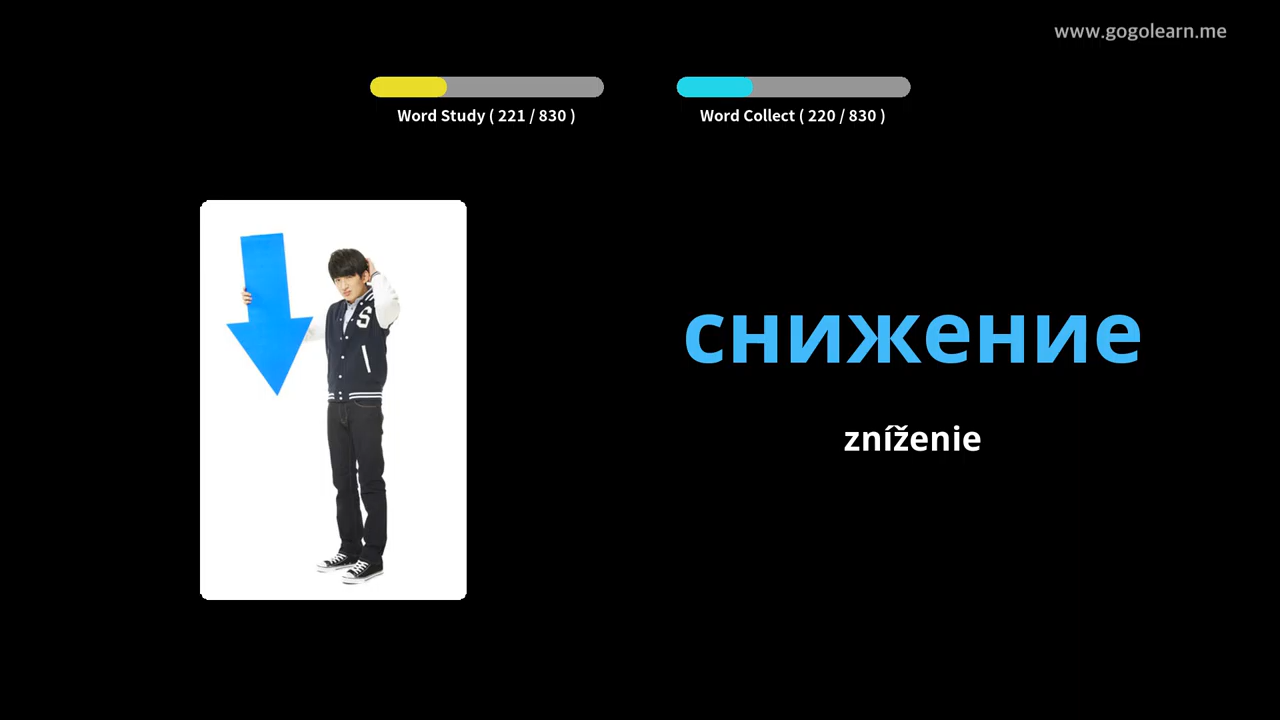 www.gogolearn.me
Word Study ( 221 / 830 )
Word Collect ( 220 / 830 )
S
снижение
zníženie